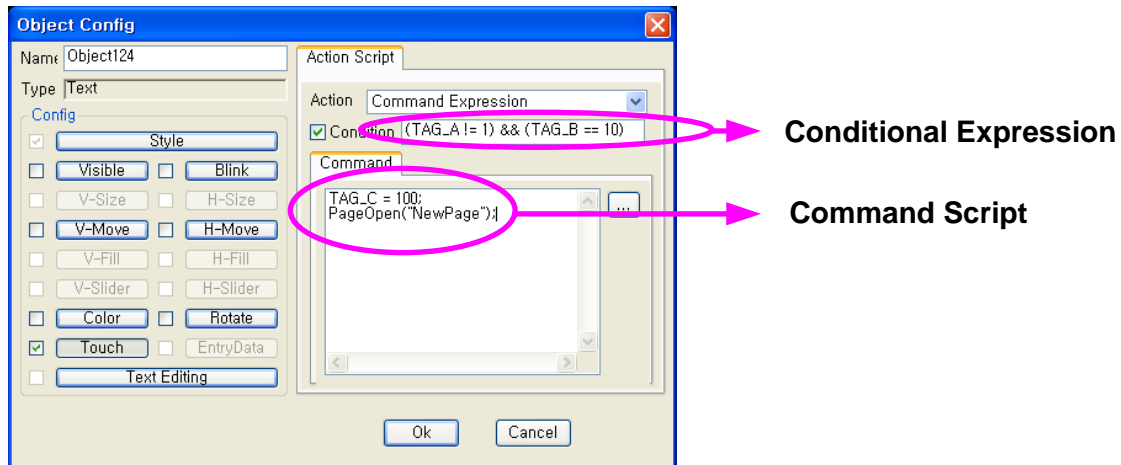 Object Config
Name Object124
Type Text
Config
Style
Visible Blink
V-Size H-Size
V-Move H-Move
V-Fill H-Fill
V-Slider H-Slider
Color Rotate
Touch EntryData
Text Editing
Action Script
Action Command Expression
Condition (TAG_A != 1) && (TAG_B == 10)
Command
TAG_C = 100;
PageOpen("NewPage");
...
Ok Cancel
Conditional Expression
Command Script